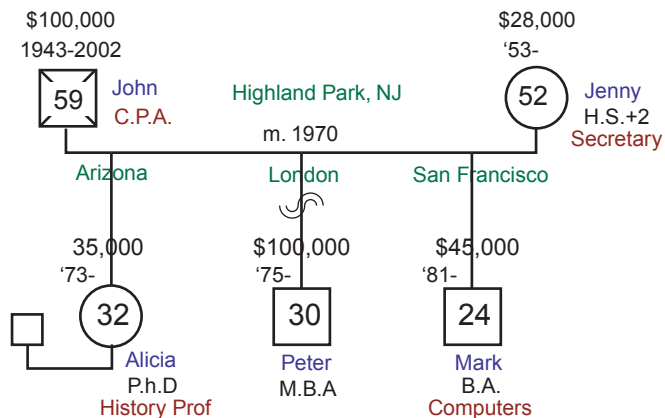 $100,000
1943-2002
59
John
C.P.A.
Highland Park, NJ
m. 1970
$28,000
‘53-
52
Jenny
H.S.+2
Secretary
Arizona
London
San Francisco
35,000
‘73-
32
Alicia
P.h.D
History Prof
$100,000
‘75-
30
Peter
M.B.A
$45,000
‘81-
24
Mark
B.A.
Computers